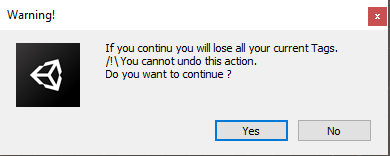 Warning!
If you continu you will lose all your current Tags.
/!\ You cannot undo this action.
Do you want to continue ?
Yes
No